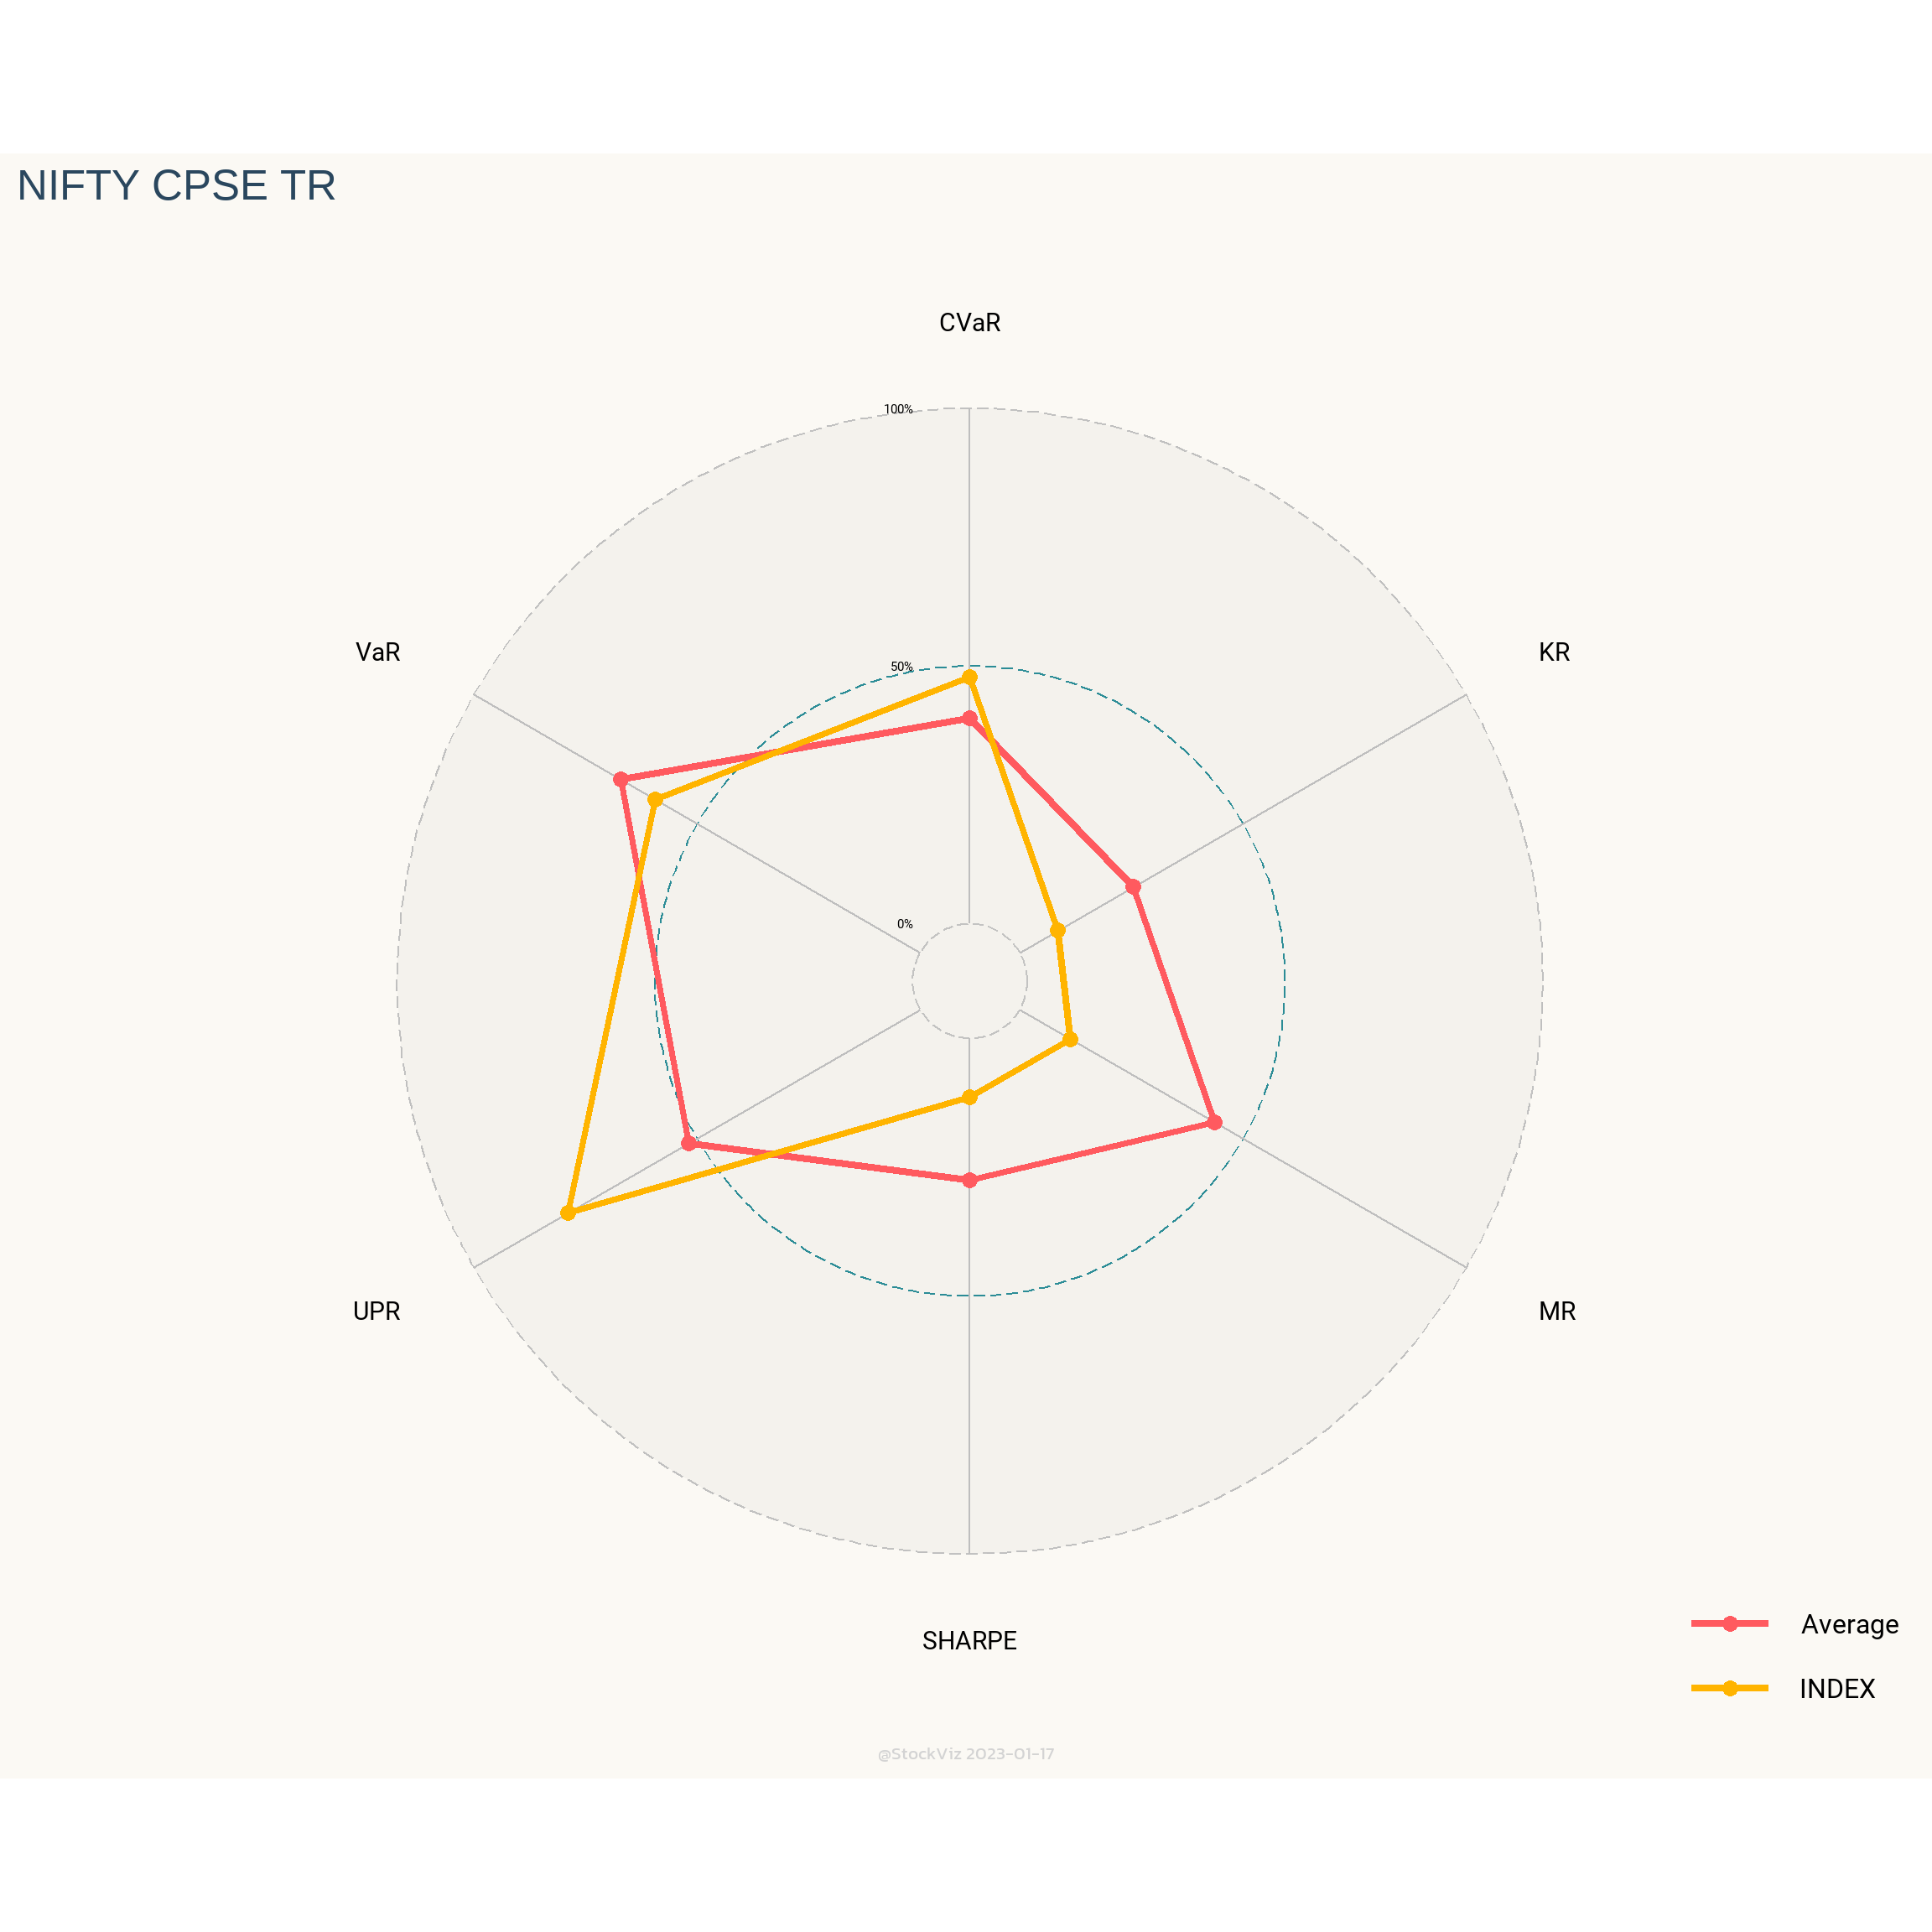 NIFTY CPSE TR
CVaR
100%
VaR
KR
50%
0%
UPR
MR
SHARPE
Average
INDEX
@StockViz 2023-01-17